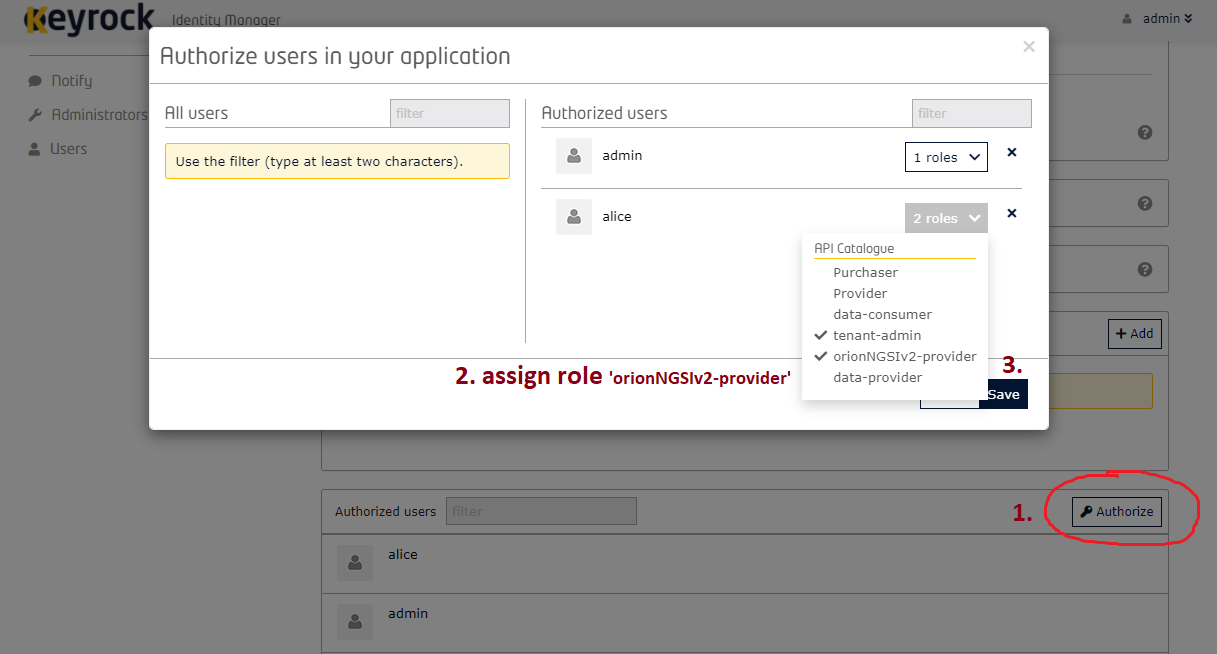 Keyrock Identity Manager
admin
Authorize users in your application
×
Notify
Administrators
Users
All users
filter
Use the filter (type at least two characters).
Authorized users
filter
admin
1 roles
alice
2 roles
API Catalogue
Purchaser
Provider
data-consumer
tenant-admin
orionNGSIv2-provider
data-provider
2. assign role 'orionNGSIv2-provider'
3.
Save
+ Add
1.
Authorized users
filter
Authorize
alice
admin